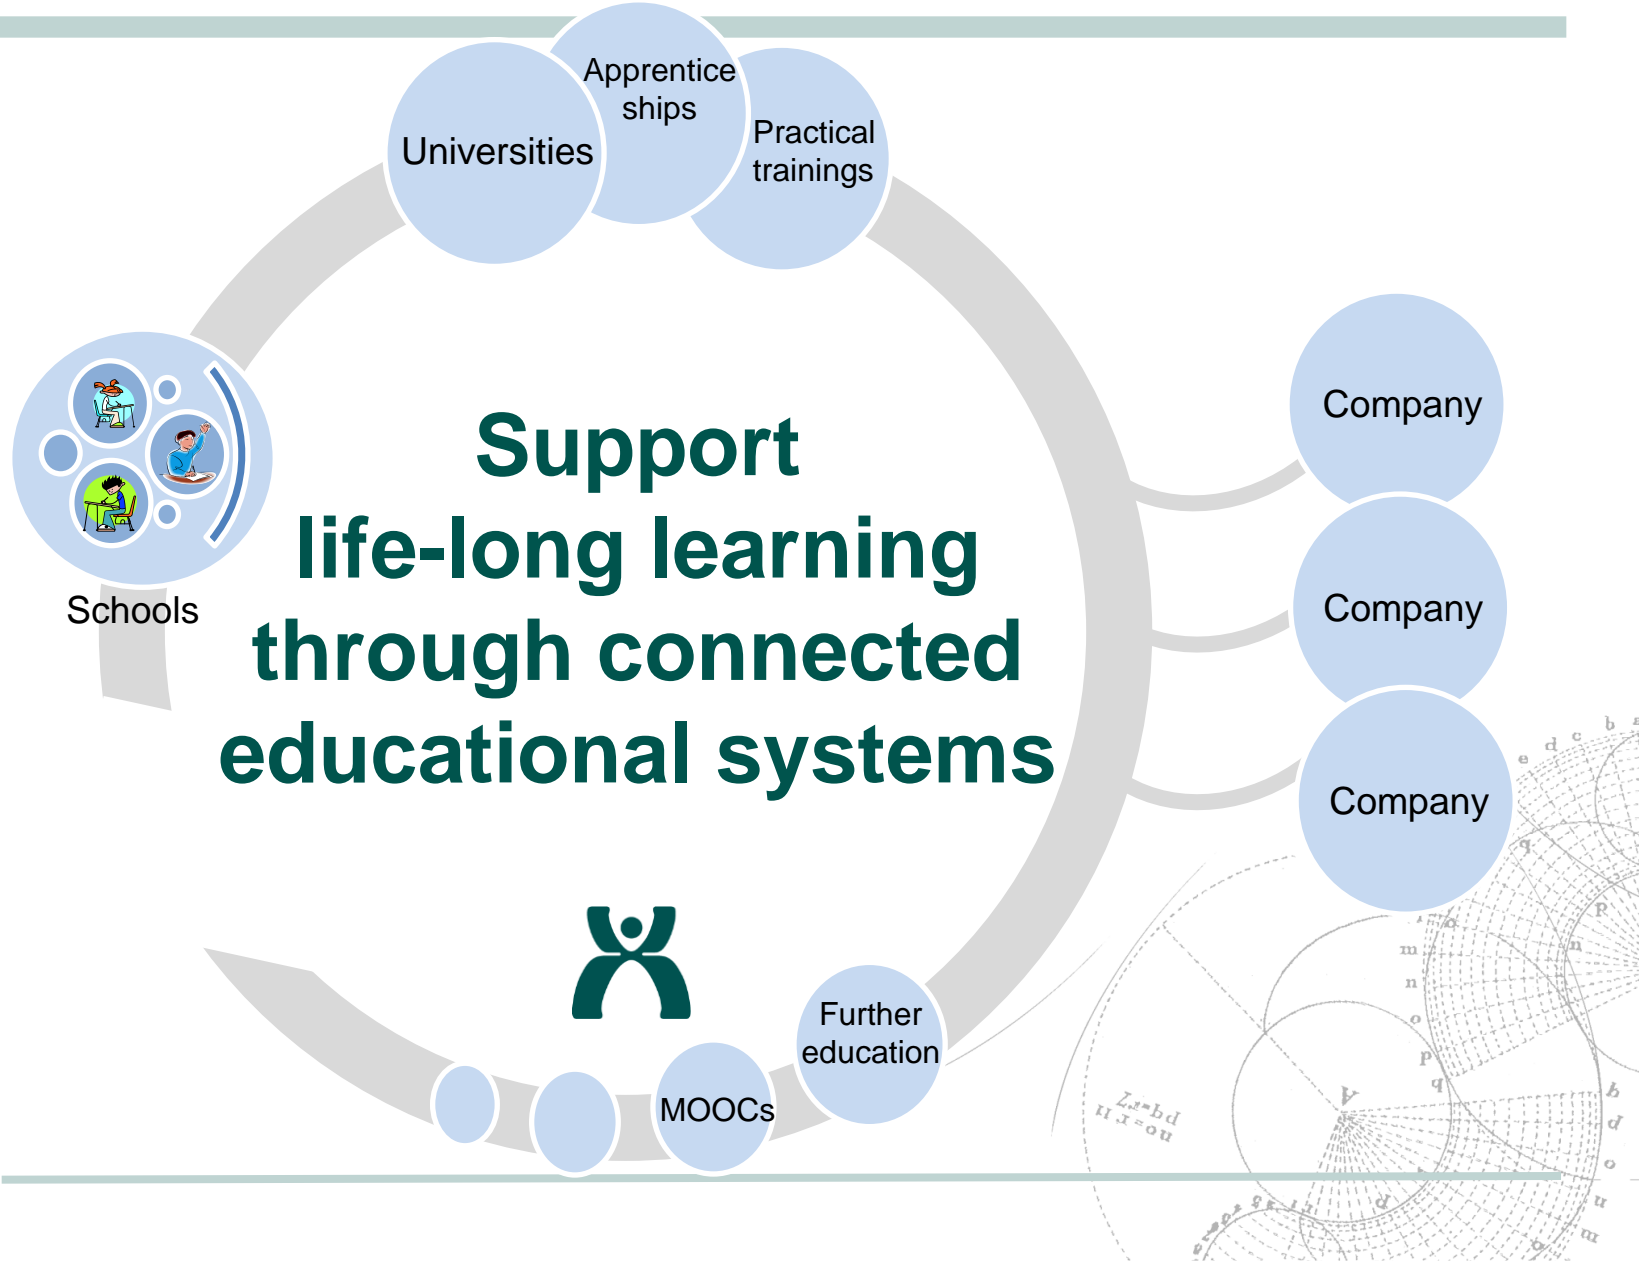 Apprentice
ships
Universities
Practical
trainings
Company
Support
life-long learning
through connected
educational systems
Schools
Company
Company
Further
education
MOOCs
b
c
d
e
q
p
o
m
n
n
o
p
q
A
b
q
d
o
n
m
o
p